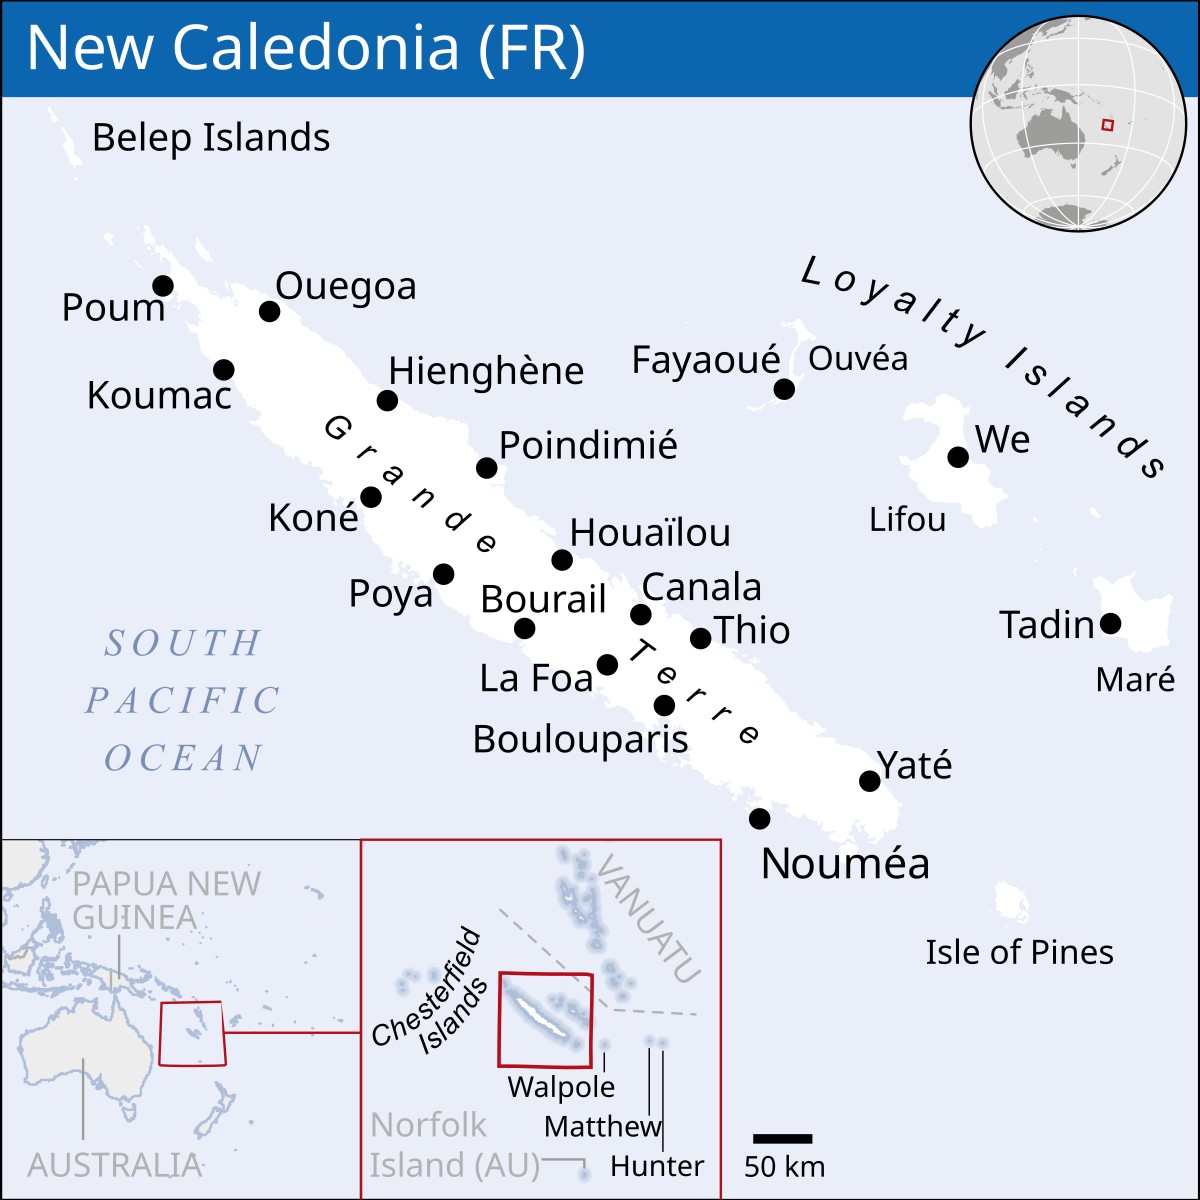 New Caledonia (FR)
Belep Islands
Loyalty Islands
Ouegoa
Poum
Fayaoué
Ouvéa
Hienghène
Koumac
Grande
We
Poindimié
Koné
Lifou
Houaïlou
Canala
Poya
Bourail
Tadin
Thio
SOUTH
PACIFIC
OCEAN
Terre
La Foa
Maré
Boulouparis
Yaté
Nouméa
Isle of Pines
PAPUA NEW
GUINEA
AUSTRALIA
VANUATU
Chesterfield
Islands
Walpole
Matthew
Hunter
Norfolk
Island (AU)
50 km